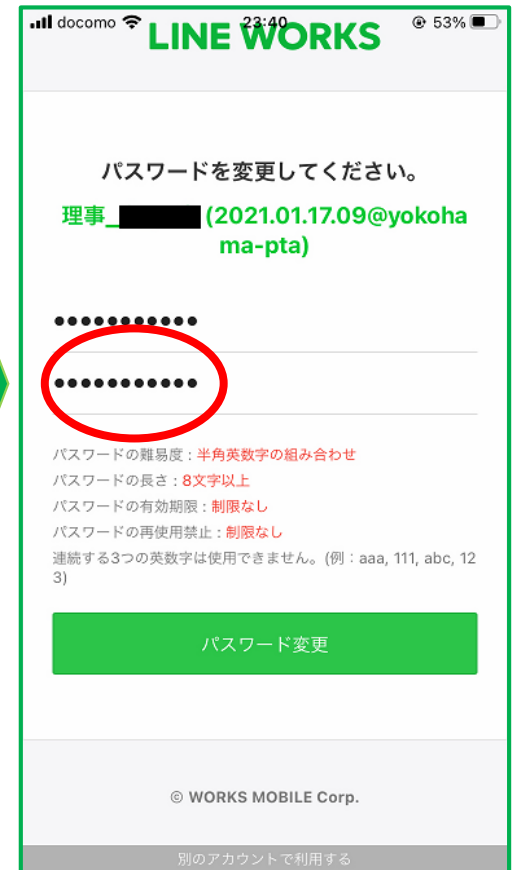 docomo 23:40 53%
LINE WORKS
パスワードを変更してください。
理事_ (2021.01.17.09@yokoha
ma-pta)
•••••••••••
•••••••••••
パスワードの難易度 : 半角英数字の組み合わせ
パスワードの長さ : 8文字以上
パスワードの有効期限 : 制限なし
パスワードの再使用禁止 : 制限なし
連続する3つの英数字は使用できません。(例 : aaa, 111, abc, 12
3)
パスワード変更
© WORKS MOBILE Corp.
別のアカウントで利用する